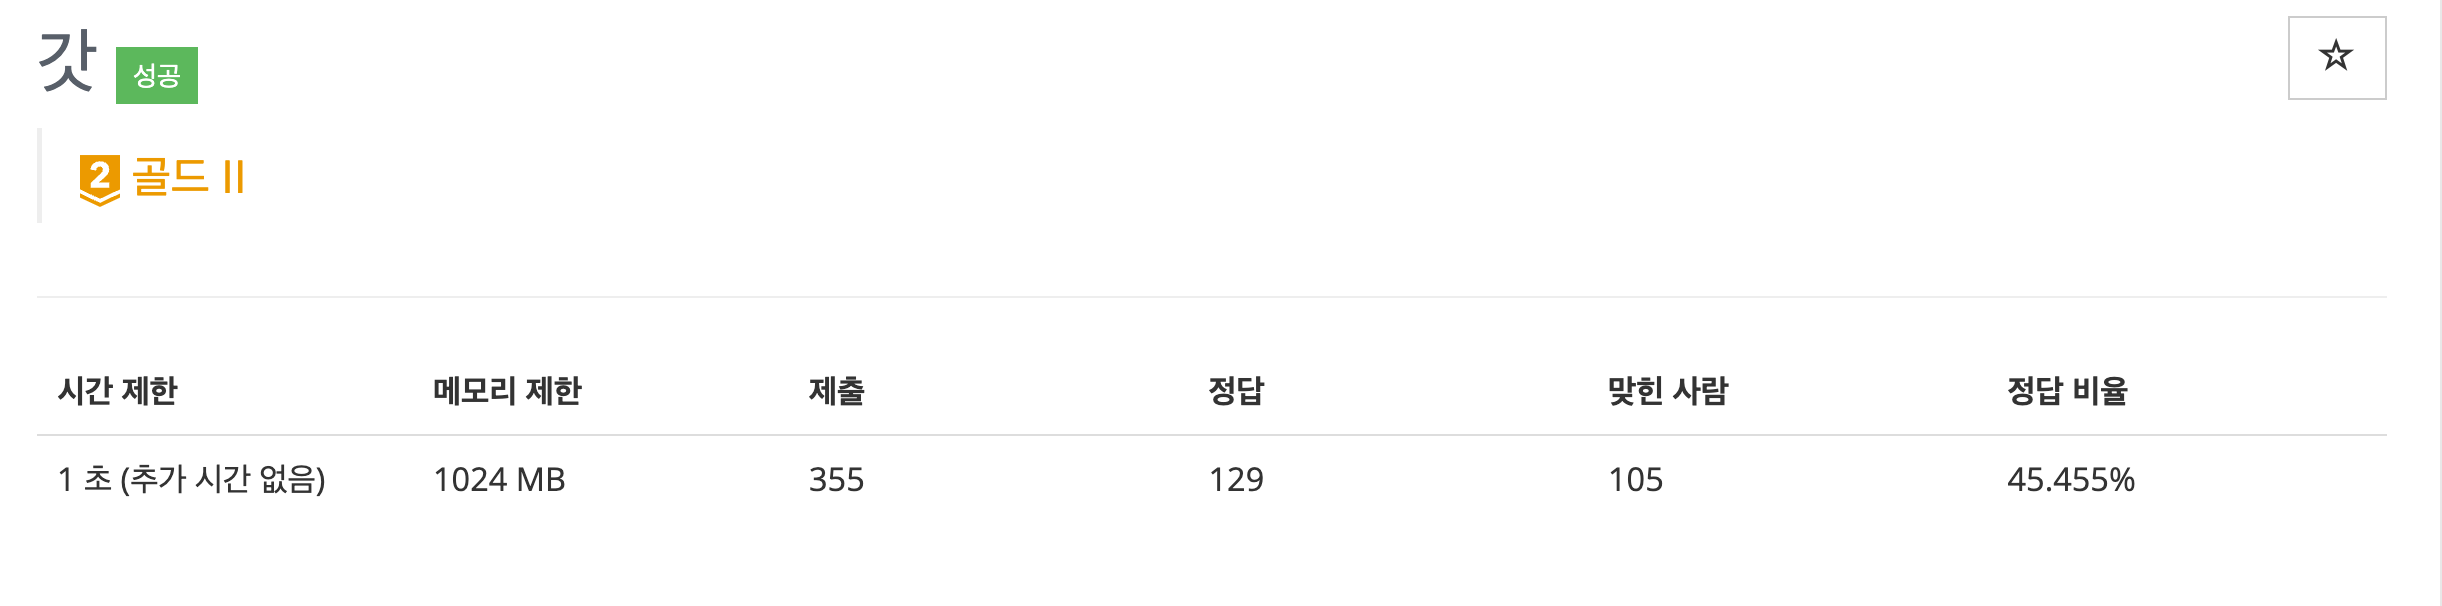 갓 성공
2 골드 II
시간 제한 메모리 제한 제출 정답 맞힌 사람 정답 비율
1 초 (추가 시간 없음) 1024 MB 355 129 105 45.455%